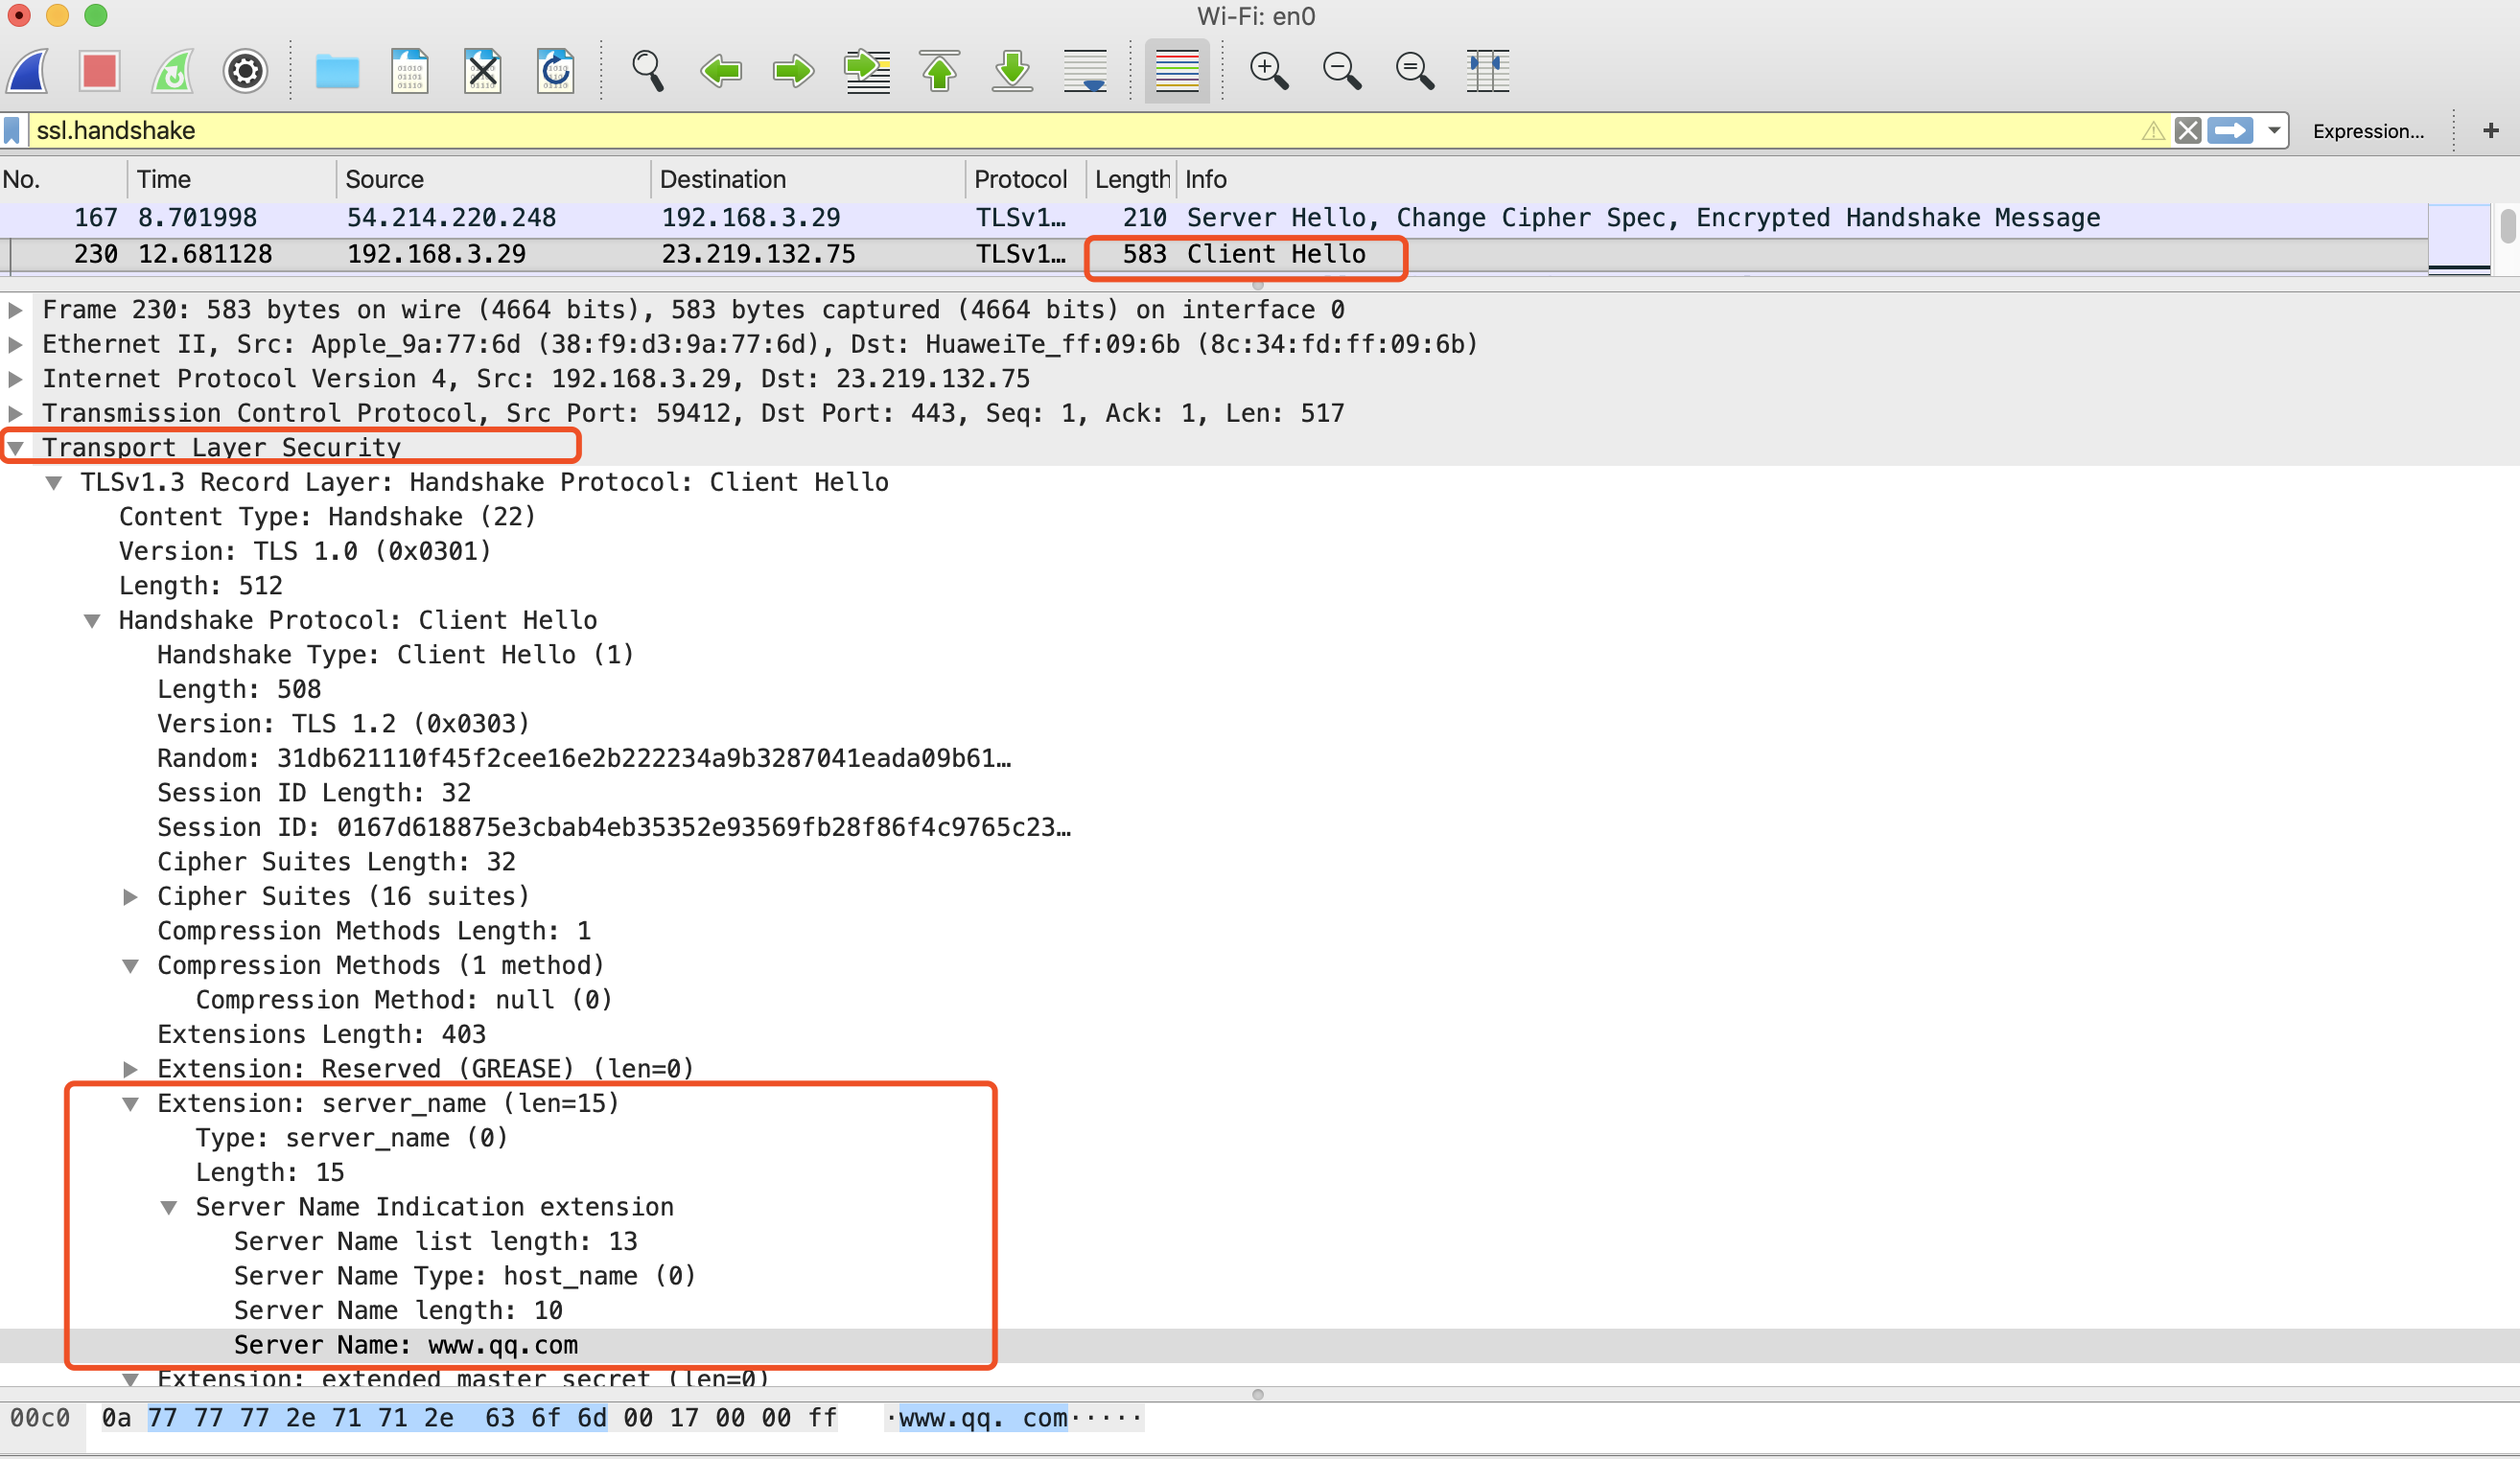 Wi-Fi: en0
ssl.handshake
Expression...
+
No. Time Source Destination Protocol Length Info
167 8.701998 54.214.220.248 192.168.3.29 TLSv1… 210 Server Hello, Change Cipher Spec, Encrypted Handshake Message
230 12.681128 192.168.3.29 23.219.132.75 TLSv1… 583 Client Hello
Frame 230: 583 bytes on wire (4664 bits), 583 bytes captured (4664 bits) on interface 0
Ethernet II, Src: Apple_9a:77:6d (38:f9:d3:9a:77:6d), Dst: HuaweiTe_ff:09:6b (8c:34:fd:ff:09:6b)
Internet Protocol Version 4, Src: 192.168.3.29, Dst: 23.219.132.75
Transmission Control Protocol, Src Port: 59412, Dst Port: 443, Seq: 1, Ack: 1, Len: 517
Transport Layer Security
TLSv1.3 Record Layer: Handshake Protocol: Client Hello
Content Type: Handshake (22)
Version: TLS 1.0 (0x0301)
Length: 512
Handshake Protocol: Client Hello
Handshake Type: Client Hello (1)
Length: 508
Version: TLS 1.2 (0x0303)
Random: 31db621110f45f2cee16e2b222234a9b3287041eada09b61…
Session ID Length: 32
Session ID: 0167d618875e3cbab4eb35352e93569fb28f86f4c9765c23…
Cipher Suites Length: 32
Cipher Suites (16 suites)
Compression Methods Length: 1
Compression Methods (1 method)
Compression Method: null (0)
Extensions Length: 403
Extension: Reserved (GREASE) (len=0)
Extension: server_name (len=15)
Type: server_name (0)
Length: 15
Server Name Indication extension
Server Name list length: 13
Server Name Type: host_name (0)
Server Name length: 10
Server Name: www.qq.com
Extension: extended_master_secret (len=0)
00c0 0a 77 77 77 2e 71 71 2e 63 6f 6d 00 17 00 00 ff ·www.qq. com·····